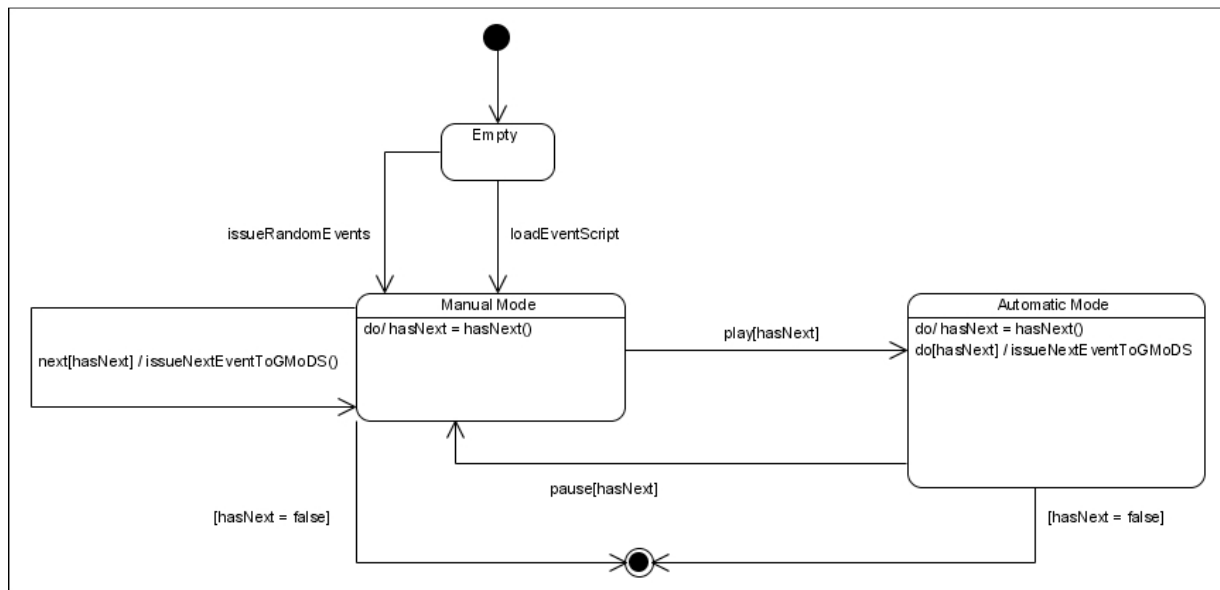 Empty
issueRandomEvents
loadEventScript
Manual Mode
do/ hasNext = hasNext()
Automatic Mode
do/ hasNext = hasNext()
do[hasNext] / issueNextEventToGMoDS
play[hasNext]
next[hasNext] / issueNextEventToGMoDS()
pause[hasNext]
[hasNext = false]
[hasNext = false]